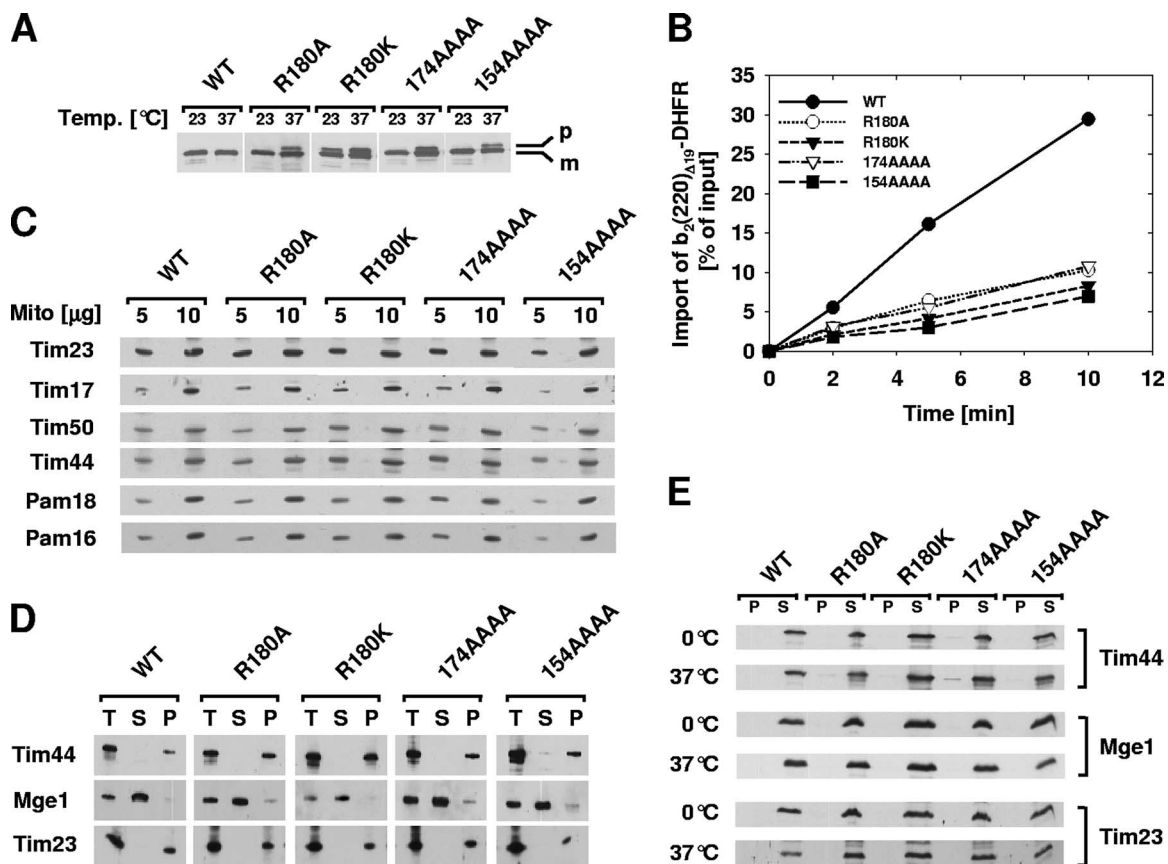 A
WT R180A R180K 174AAAA 154AAAA
Temp. [°C] 23 37 23 37 23 37 23 37 23 37
p
m
B
Import of b2(220)Δ19-DHFR
[% of input]
35
30
25
20
15
10
5
0
WT
R180A
R180K
174AAAA
154AAAA
0 2 4 6 8 10 12
Time [min]
C
WT R180A R180K 174AAAA 154AAAA
Mito [µg] 5 10 5 10 5 10 5 10 5 10
Tim23
Tim17
Tim50
Tim44
Pam18
Pam16
D
WT R180A R180K 174AAAA 154AAAA
T S P T S P T S P T S P T S P
Tim44
Mge1
Tim23
E
WT R180A R180K 174AAAA 154AAAA
P S P S P S P S P S
0°C
37°C
Tim44
0°C
37°C
Mge1
0°C
37°C
Tim23